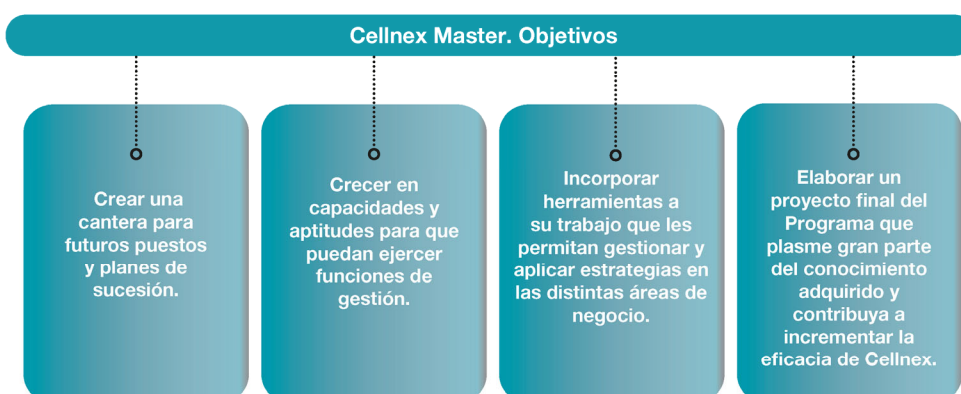 Cellnex Master. Objetivos
Crear una
cantera para
futuros puestos
y planes de
sucesión.
Crecer en
capacidades y
aptitudes para que
puedan ejercer
funciones de
gestión.
Incorporar
herramientas a
su trabajo que les
permitan gestionar y
aplicar estrategias en
las distintas áreas de
negocio.
Elaborar un
proyecto final del
Programa que
plasme gran parte
del conocimiento
adquirido y
contribuya a
incrementar la
eficacia de Cellnex.